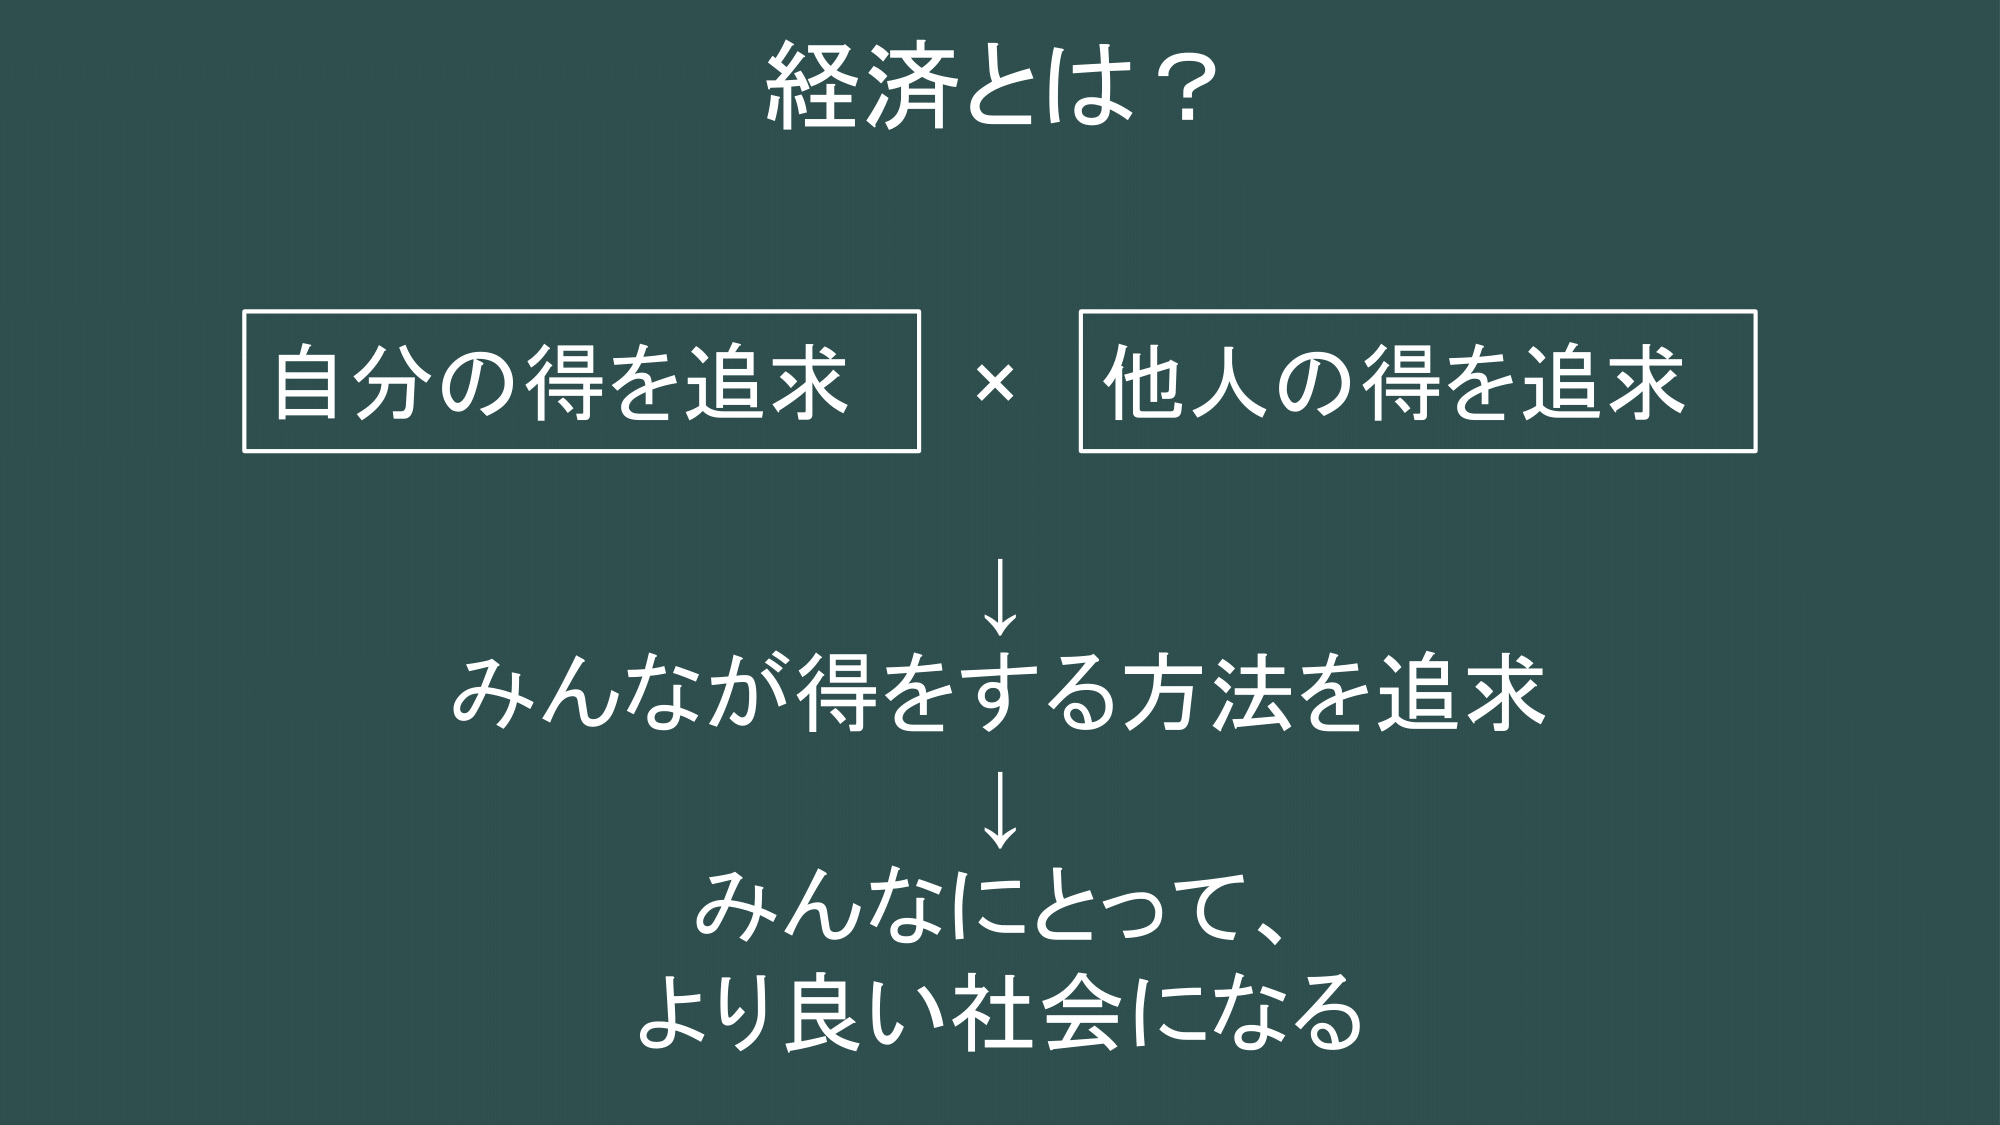 経済とは？
自分の得を追求 × 他人の得を追求
↓
みんなが得をする方法を追求
↓
みんなにとって、
より良い社会になる